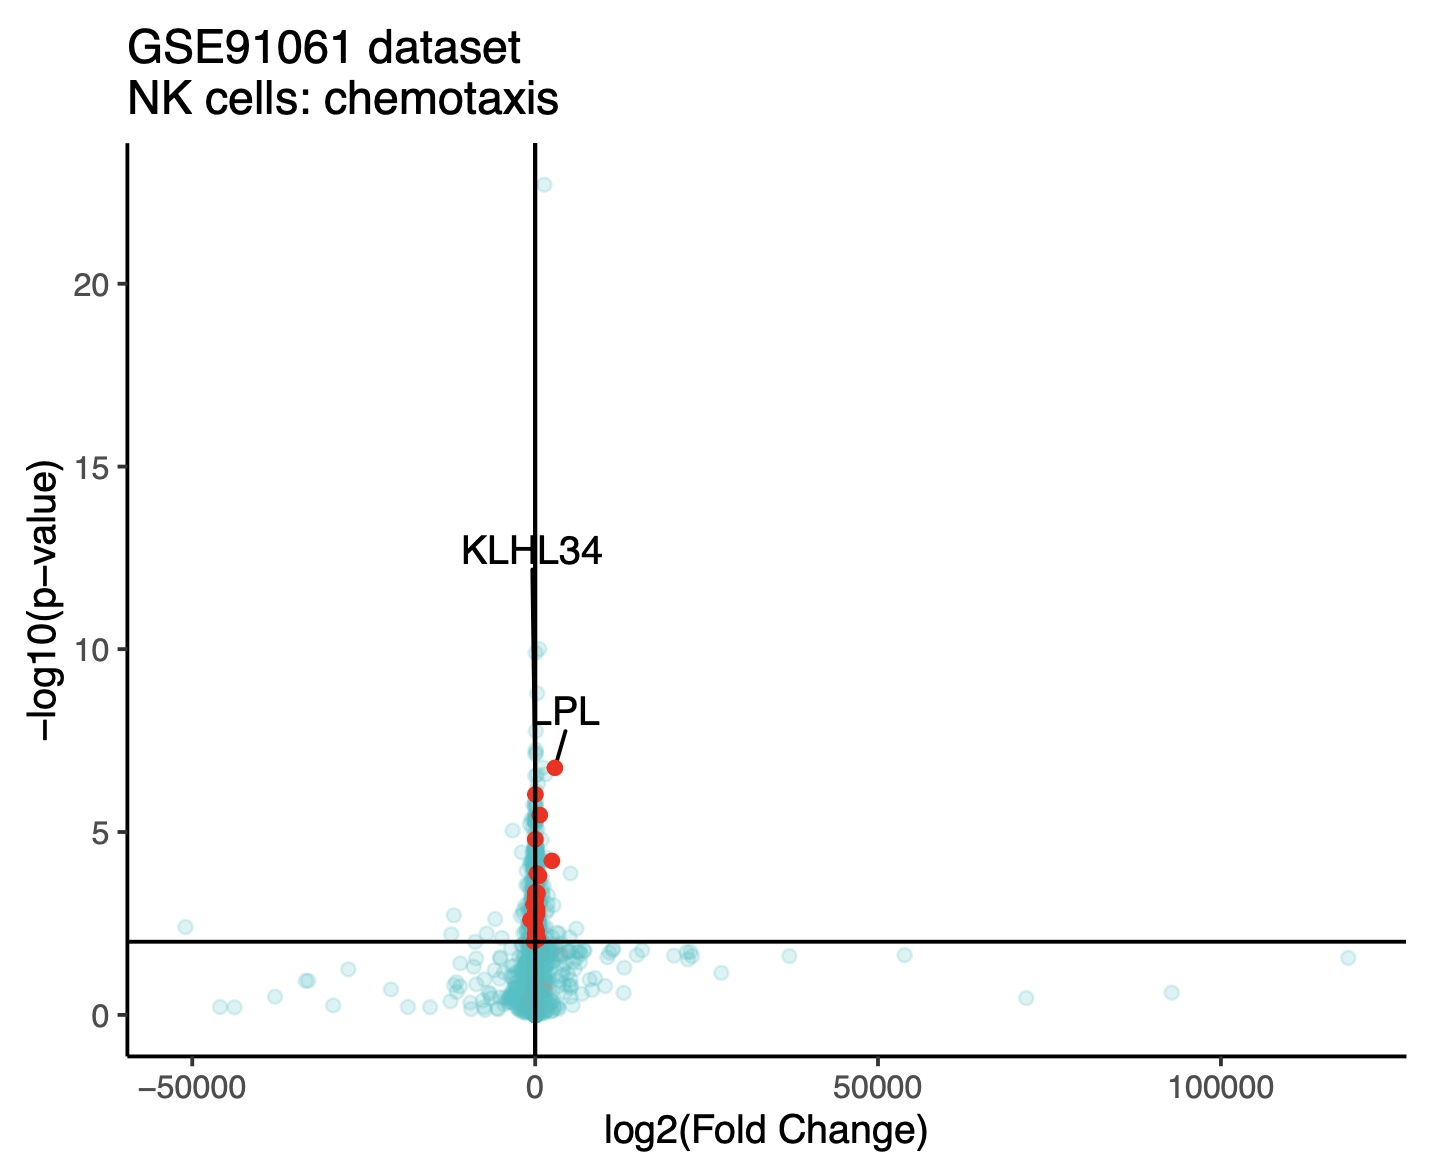 GSE91061 dataset
NK cells: chemotaxis
−log10(p−value)
20
15
10
5
0
KLHL34
LPL
−50000
0
50000
100000
log2(Fold Change)